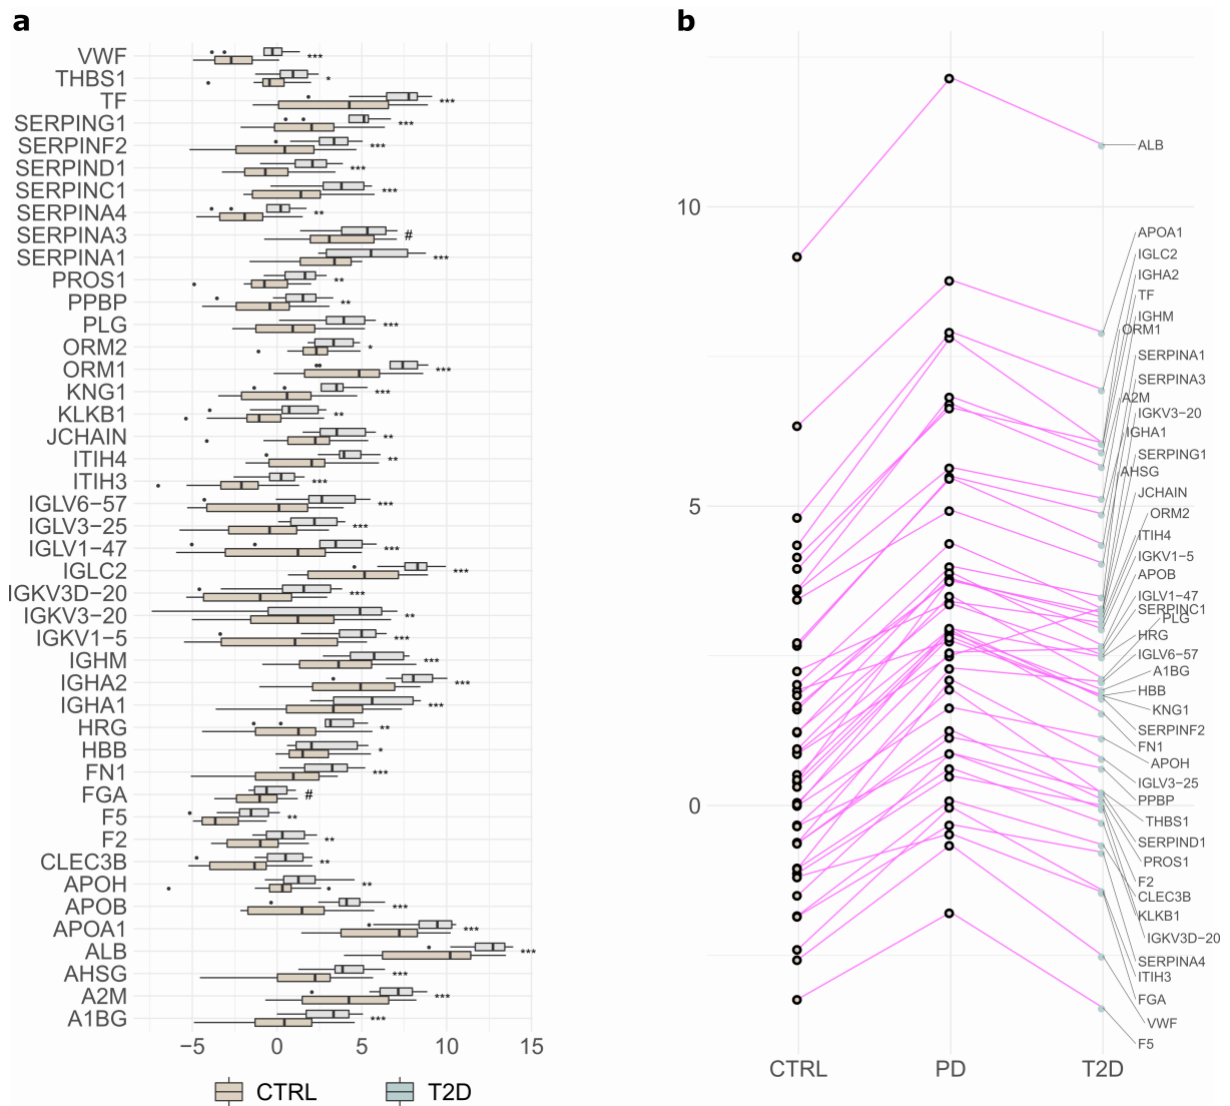 a
VWF ***
THBS1 *
TF ***
SERPING1 ***
SERPINF2 ***
SERPIND1 ***
SERPINC1 ***
SERPINA4 **
SERPINA3 #
SERPINA1 ***
PROS1 **
PPBP **
PLG ***
ORM2 *
ORM1 ***
KNG1 ***
KLKB1 **
JCHAIN **
ITIH4 **
ITIH3 ***
IGLV6−57 ***
IGLV3−25 ***
IGLV1−47 ***
IGLC2 ***
IGKV3D−20 ***
IGKV3−20 **
IGKV1−5 ***
IGHM ***
IGHA2 ***
IGHA1 ***
HRG **
HBB *
FN1 ***
FGA #
F5 **
F2 **
CLEC3B **
APOH **
APOB ***
APOA1 ***
ALB ***
AHSG ***
A2M ***
A1BG ***
−5 0 5 10 15
CTRL T2D
b
10
5
0
ALB
APOA1
IGLC2
IGHA2
TF
IGHM
ORM1
SERPINA1
SERPINA3
A2M
IGKV3−20
IGHA1
SERPING1
AHSG
JCHAIN
ORM2
ITIH4
IGKV1−5
APOB
IGLV1−47
SERPINC1
PLG
HRG
IGLV6−57
A1BG
HBB
KNG1
SERPINF2
FN1
APOH
IGLV3−25
PPBP
THBS1
SERPIND1
PROS1
F2
CLEC3B
KLKB1
IGKV3D−20
SERPINA4
ITIH3
FGA
VWF
F5
CTRL PD T2D